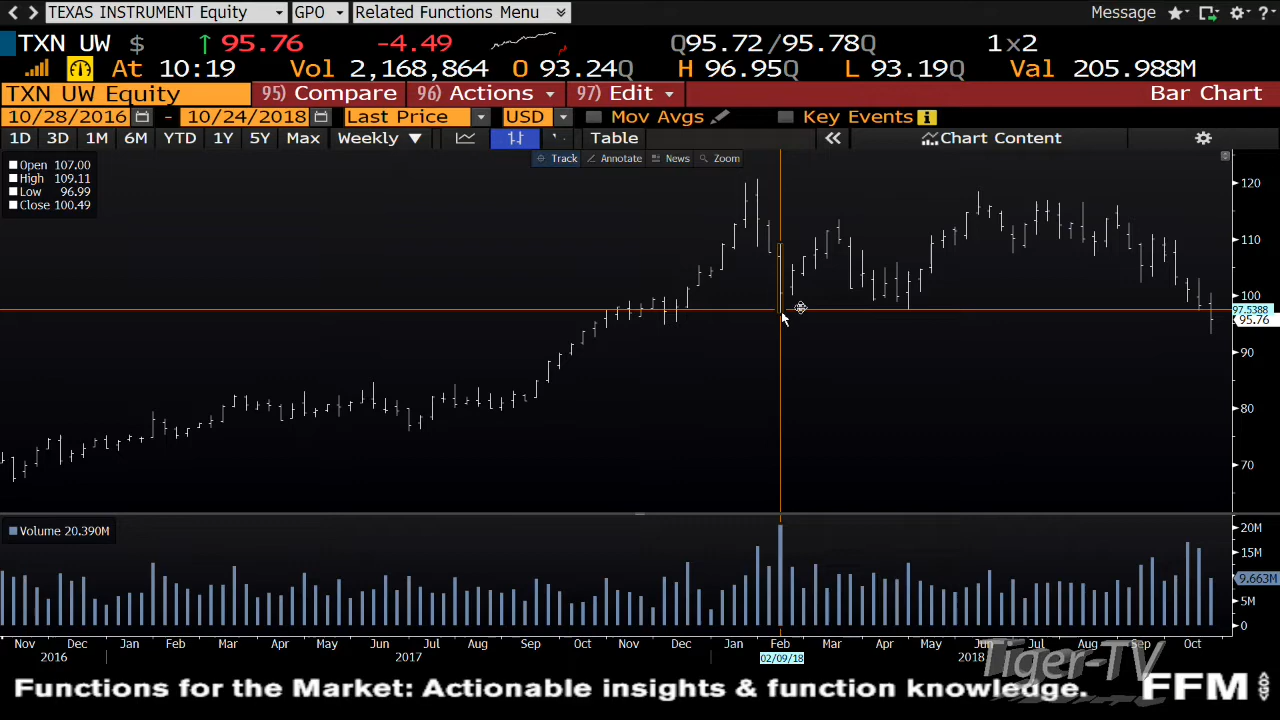 TEXAS INSTRUMENT Equity GPO Related Functions Menu Message ?
TXN UW $ ↑ 95.76 -4.49 Q95.72/95.78Q 1x2
At 10:19 Vol 2,168,864 O 93.24Q H 96.95Q L 93.19Q Val 205.988M
TXN UW Equity 95) Compare 96) Actions 97) Edit Bar Chart
10/28/2016 - 10/24/2018 Last Price USD Mov Avgs Key Events i
1D 3D 1M 6M YTD 1Y 5Y Max Weekly Table Chart Content
Track Annotate News Zoom
Open 107.00
High 109.11
Low 96.99
Close 100.49
120
110
100
97.5388
95.76
90
80
70
Volume 20.390M
20M
15M
9.663M
5M
0
Nov Dec Jan Feb Mar Apr May Jun Jul Aug Sep Oct Nov Dec Jan Feb Mar Apr May Jun Jul Aug Sep Oct
2016 2017 02/09/18 2018
Tiger-TV
Functions for the Market: Actionable insights & function knowledge. FFM